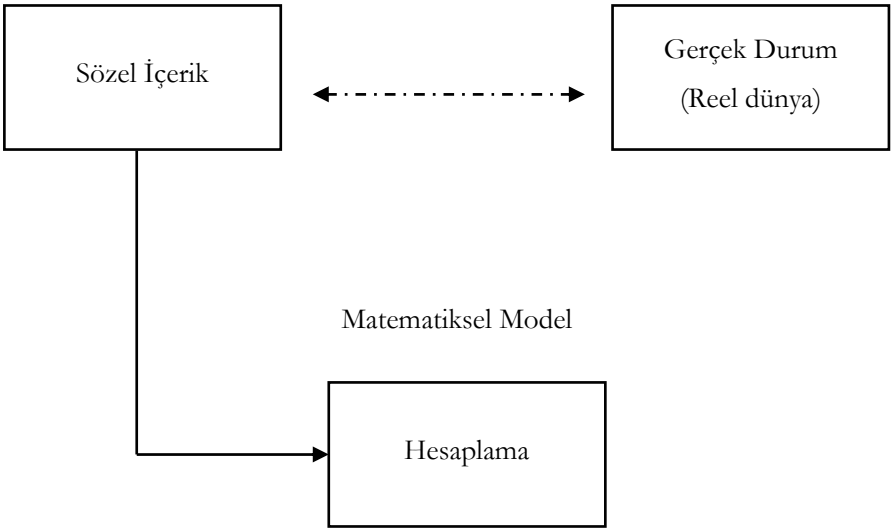 Sözel İçerik
Gerçek Durum
(Reel dünya)
Matematiksel Model
Hesaplama